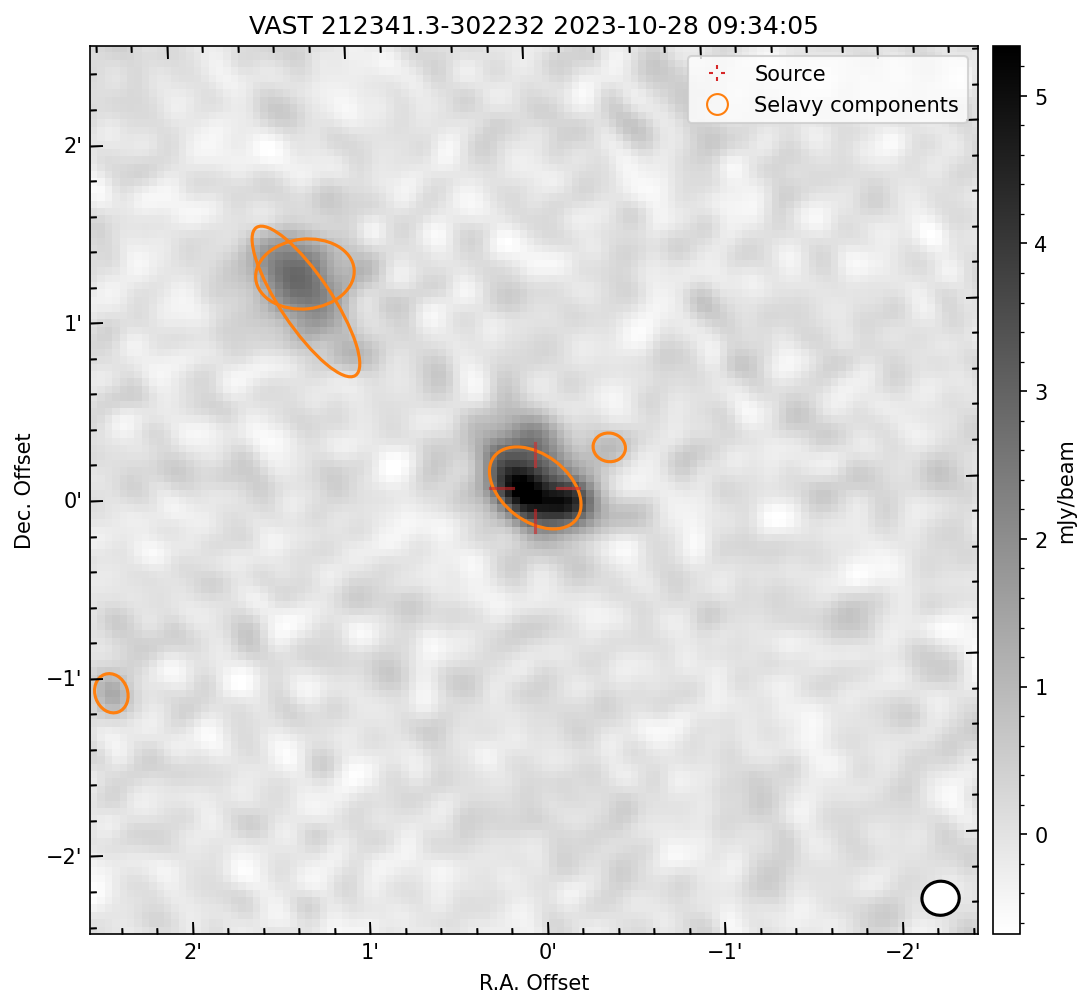 VAST 212341.3-302232 2023-10-28 09:34:05
Source
Selavy components
2'
1'
0'
−1'
−2'
Dec. Offset
2'
1'
0'
−1'
−2'
R.A. Offset
5
4
3
2
1
0
mJy/beam